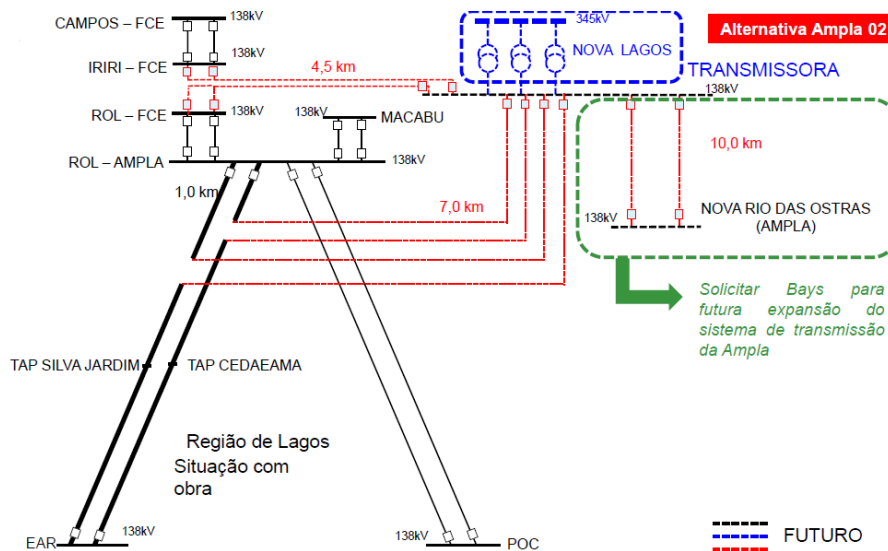 CAMPOS – FCE
138kV
345kV
Alternativa Ampla 02
NOVA LAGOS
IRIRI – FCE
138kV
4,5 km
TRANSMISSORA
138kV
ROL – FCE
138kV
138kV
MACABU
ROL – AMPLA
138kV
10,0 km
1,0 km
7,0 km
138kV
NOVA RIO DAS OSTRAS
(AMPLA)
Solicitar Bays para
futura expansão do
sistema de transmissão
da Ampla
TAP SILVA JARDIM
TAP CEDAEAMA
Região de Lagos
Situação com
obra
138kV
EAR
138kV
POC
FUTURO